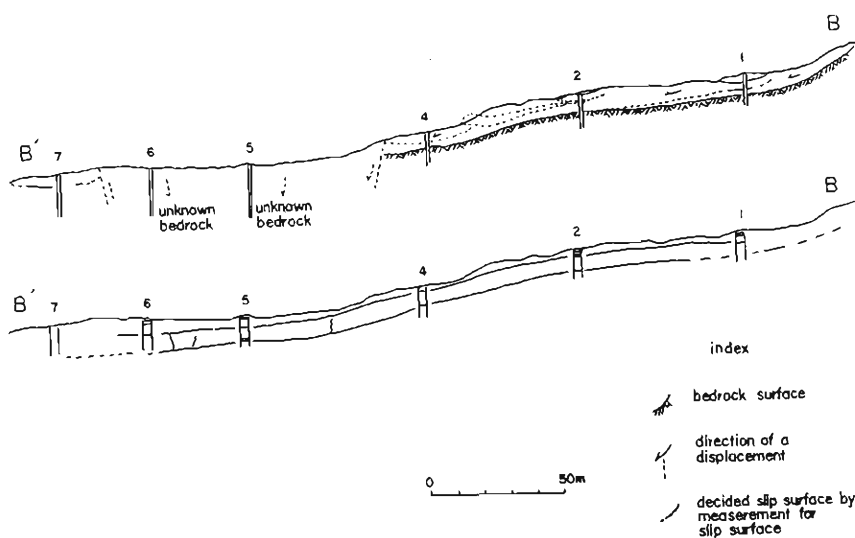 B
1
2
4
B′
7
6
5
unknown
bedrock
unknown
bedrock
B
1
2
4
B′
7
6
5
index
bedrock surface
direction of a
displacement
0
50m
decided slip surface by
measerement for
slip surface